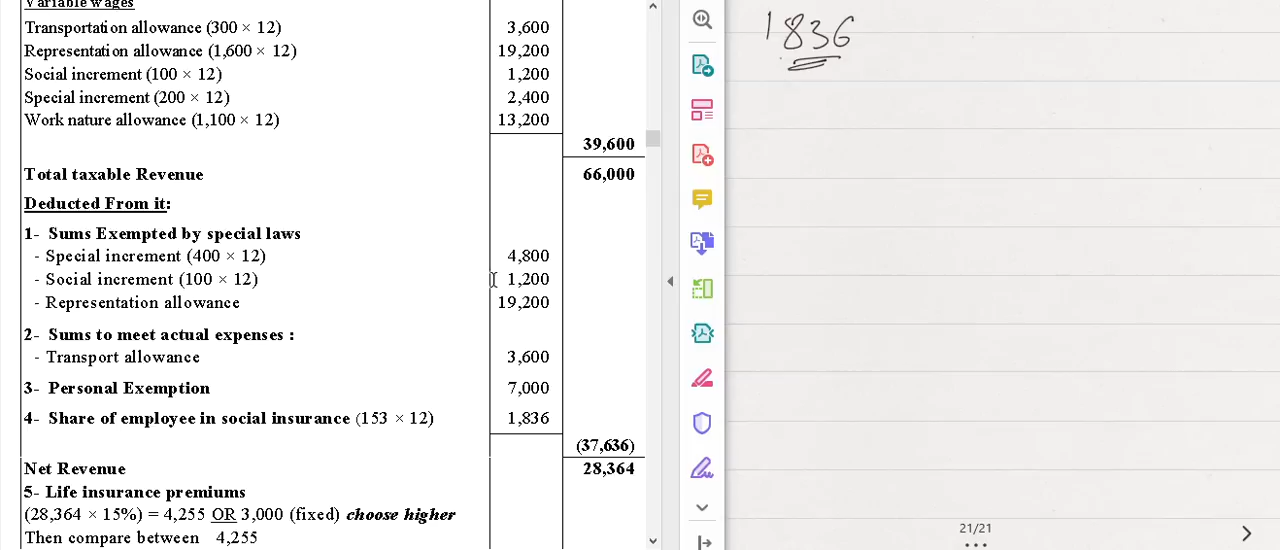 Variable wages
Transportation allowance (300 × 12) 3,600
Representation allowance (1,600 × 12) 19,200
Social increment (100 × 12) 1,200
Special increment (200 × 12) 2,400
Work nature allowance (1,100 × 12) 13,200
39,600
Total taxable Revenue 66,000
Deducted From it:
1- Sums Exempted by special laws
- Special increment (400 × 12) 4,800
- Social increment (100 × 12) 1,200
- Representation allowance 19,200
2- Sums to meet actual expenses :
- Transport allowance 3,600
3- Personal Exemption 7,000
4- Share of employee in social insurance (153 × 12) 1,836
(37,636)
Net Revenue 28,364
5- Life insurance premiums
(28,364 × 15%) = 4,255 OR 3,000 (fixed) choose higher
Then compare between 4,255
1836
21/21